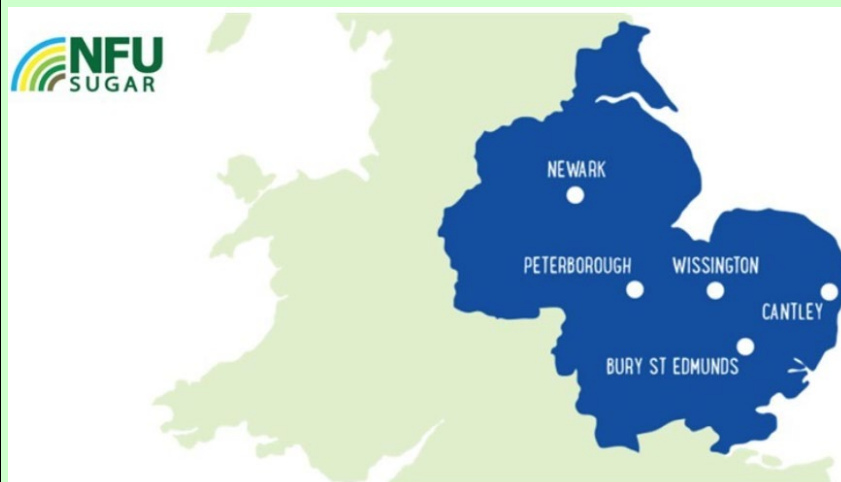 NFU
SUGAR
NEWARK
PETERBOROUGH
WISSINGTON
CANTLEY
BURY ST EDMUNDS